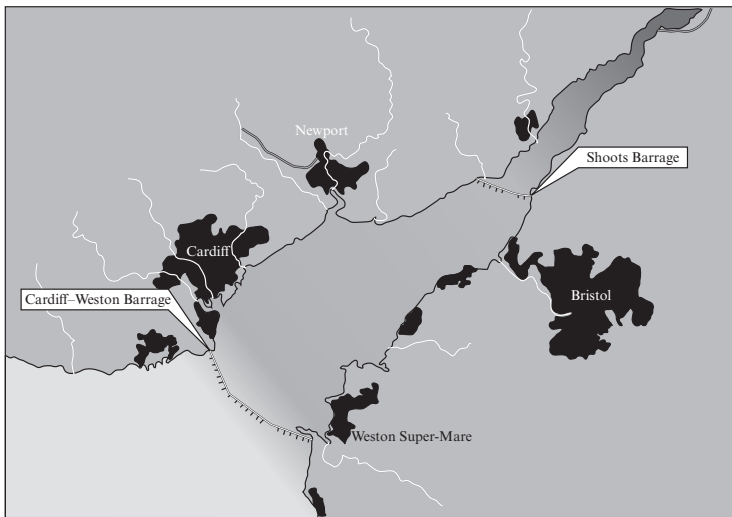 Newport
Shoots Barrage
Cardiff
Cardiff–Weston Barrage
Bristol
Weston Super-Mare